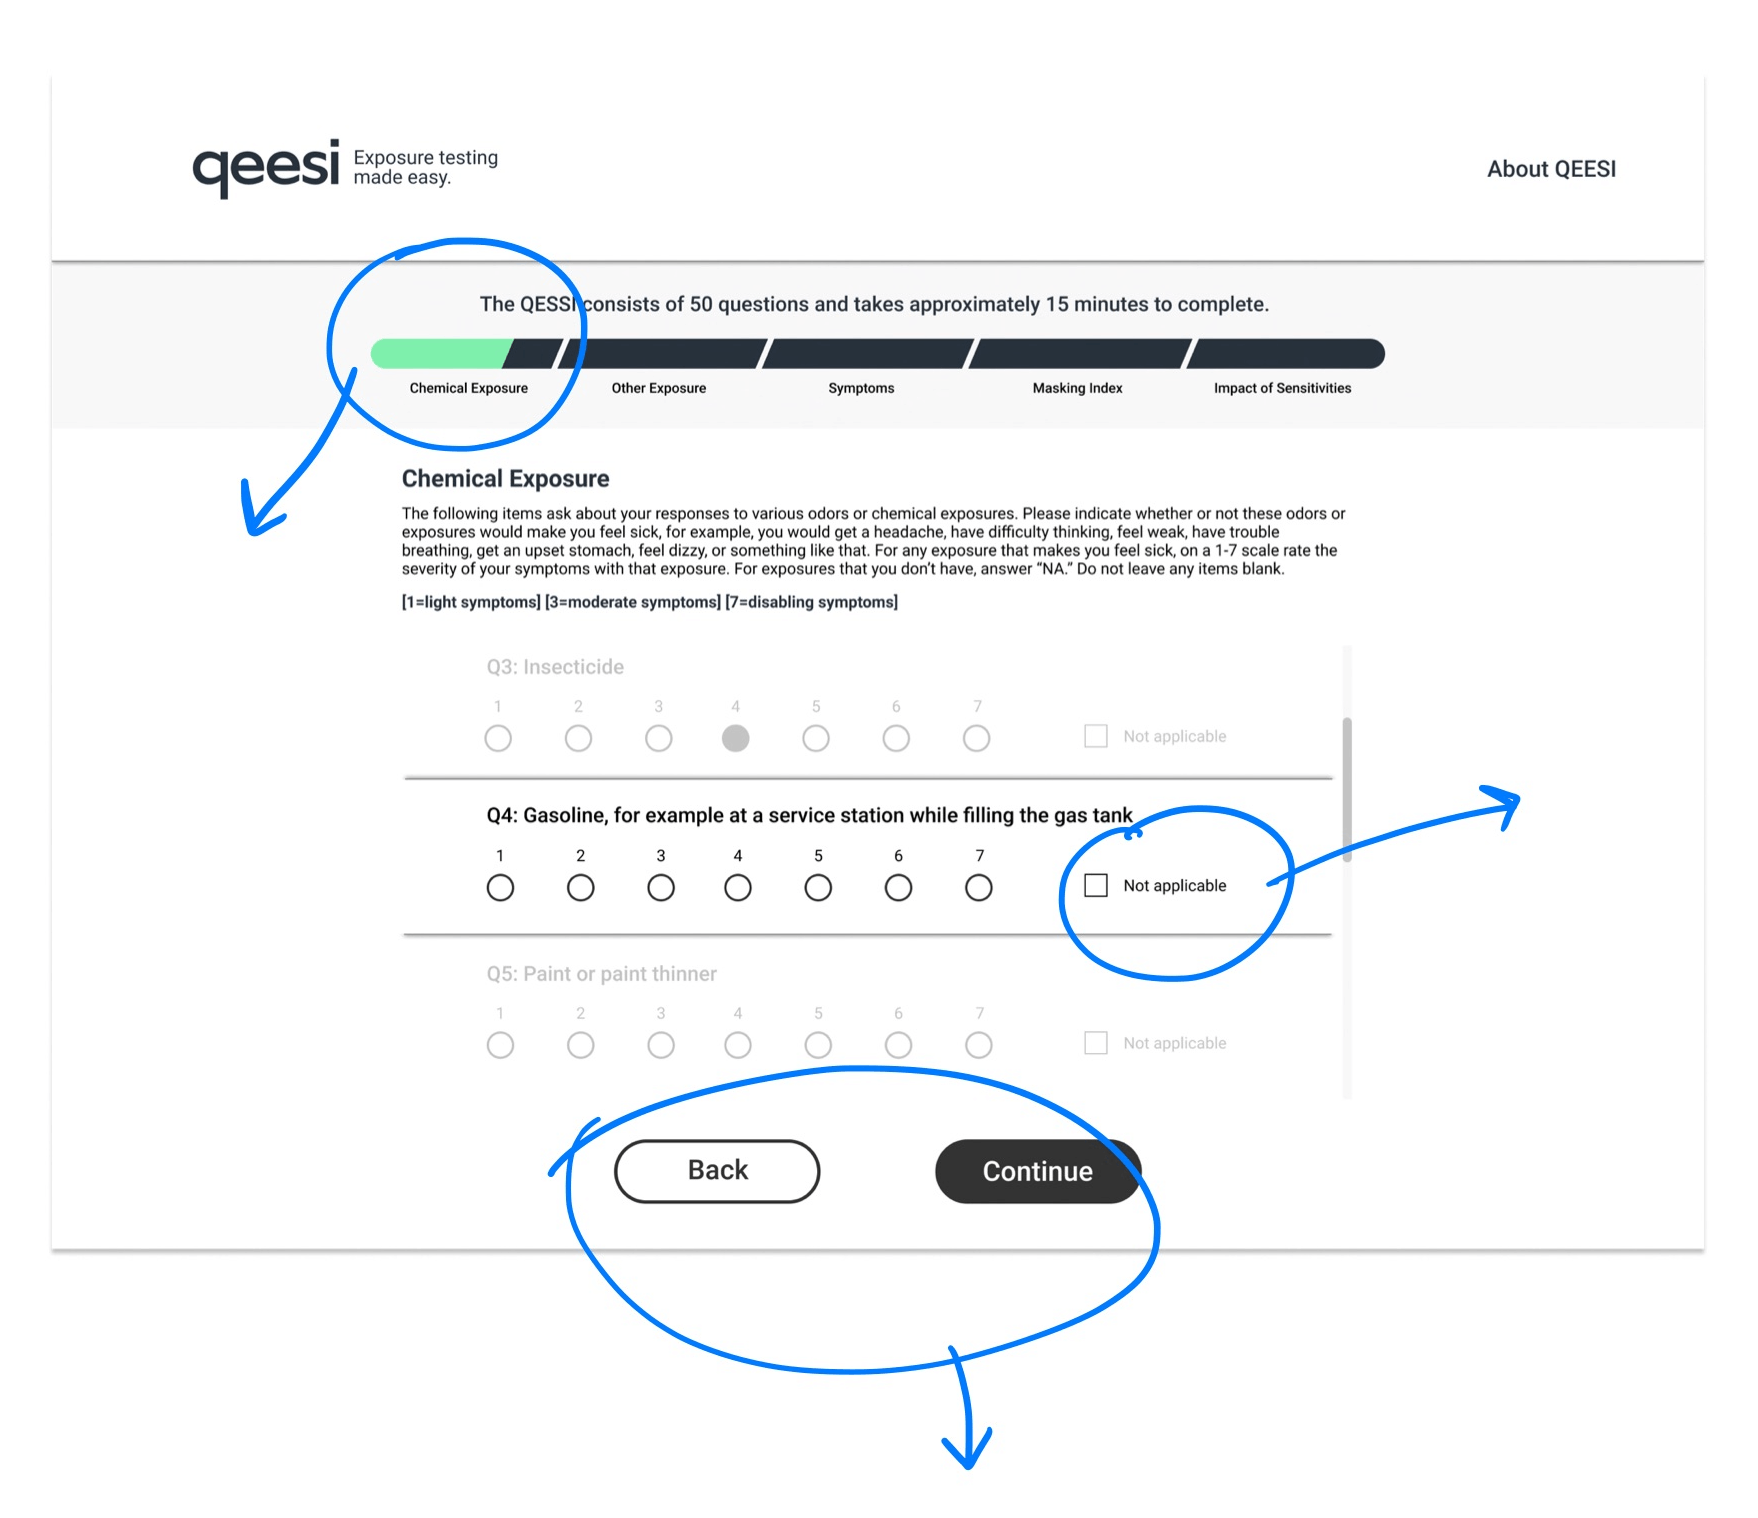 qeesi
Exposure testing
made easy.
About QEESI
The QESSI consists of 50 questions and takes approximately 15 minutes to complete.
Chemical Exposure Other Exposure Symptoms Masking Index Impact of Sensitivities
Chemical Exposure
The following items ask about your responses to various odors or chemical exposures. Please indicate whether or not these odors or
exposures would make you feel sick, for example, you would get a headache, have difficulty thinking, feel weak, have trouble
breathing, get an upset stomach, feel dizzy, or something like that. For any exposure that makes you feel sick, on a 1-7 scale rate the
severity of your symptoms with that exposure. For exposures that you don’t have, answer “NA.” Do not leave any items blank.
[1=light symptoms] [3=moderate symptoms] [7=disabling symptoms]
Q3: Insecticide
1 2 3 4 5 6 7
Not applicable
Q4: Gasoline, for example at a service station while filling the gas tank
1 2 3 4 5 6 7
Not applicable
Q5: Paint or paint thinner
1 2 3 4 5 6 7
Not applicable
Back Continue